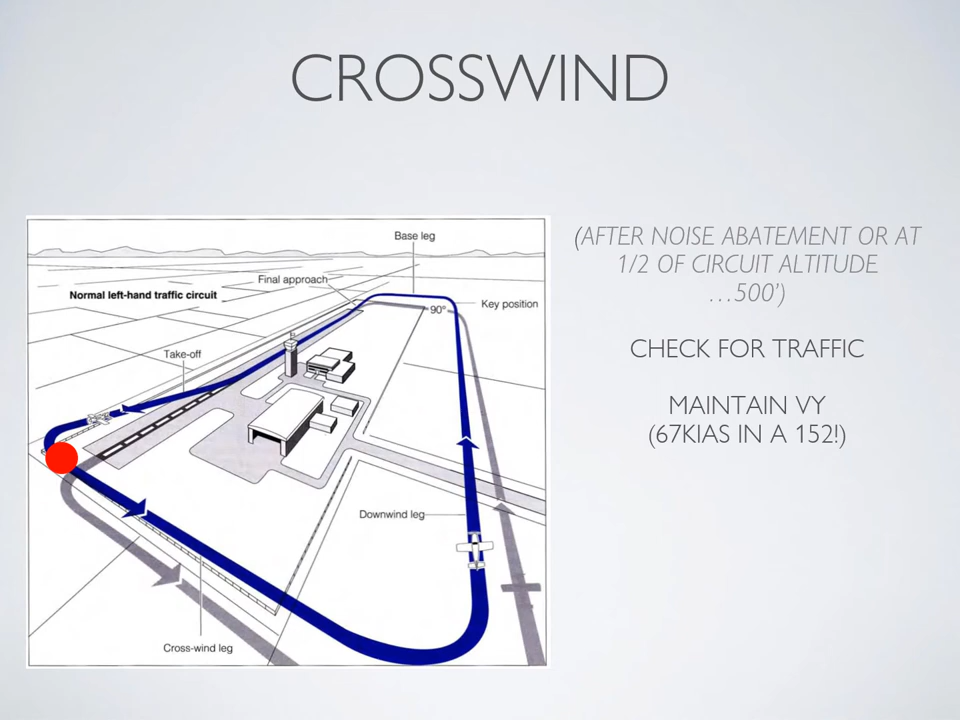 CROSSWIND
Base leg
Final approach
Normal left-hand traffic circuit
Key position
90°
Take-off
Downwind leg
Cross-wind leg
(AFTER NOISE ABATEMENT OR AT
1/2 OF CIRCUIT ALTITUDE
…500’)
CHECK FOR TRAFFIC
MAINTAIN VY
(67KIAS IN A 152!)